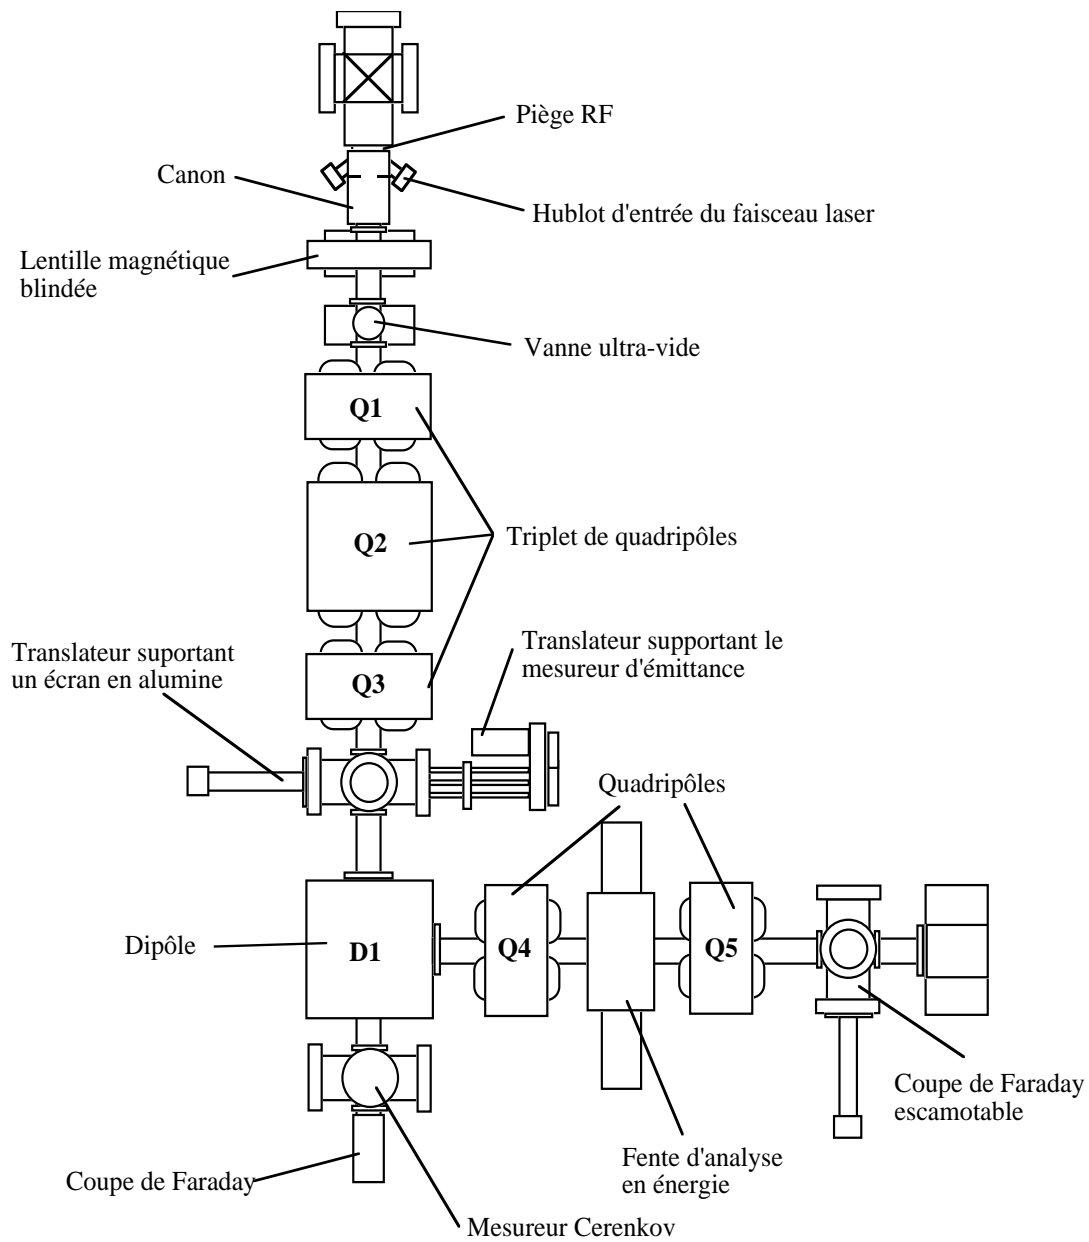 Piège RF
Canon
Hublot d'entrée du faisceau laser
Lentille magnétique
blindée
Vanne ultra-vide
Q1
Q2
Triplet de quadripôles
Translateur suportant
un écran en alumine
Q3
Translateur supportant le
mesureur d'émittance
Quadripôles
Dipôle
D1
Q4
Q5
Coupe de Faraday
escamotable
Fente d'analyse
en énergie
Coupe de Faraday
Mesureur Cerenkov